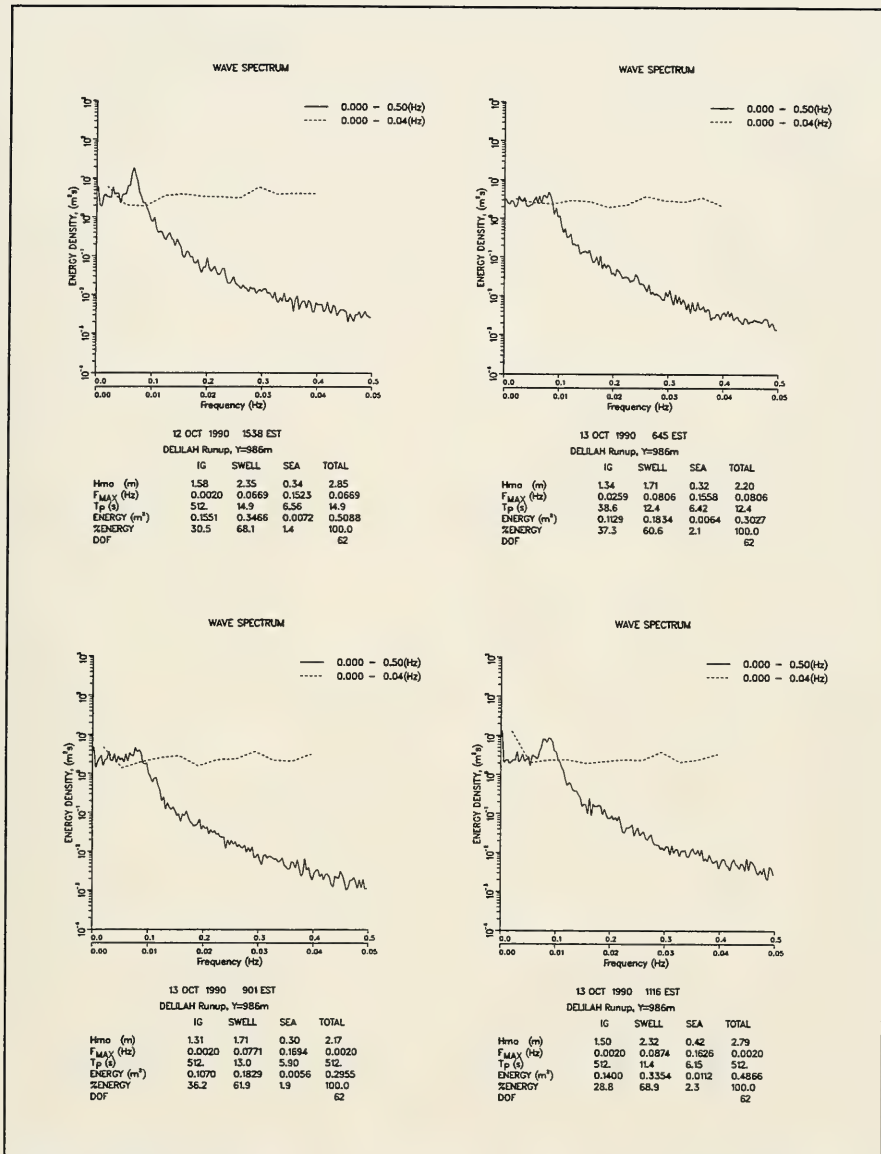 WAVE SPECTRUM
0.000 - 0.50(Hz)
0.000 - 0.04(Hz)
ENERGY DENSITY, (m²s)
0.0 0.1 0.2 0.3 0.4 0.5
0.00 0.01 0.02 0.03 0.04 0.05
Frequency (Hz)
12 OCT 1990 1538 EST
DELILAH Runup, Y=986m
IG SWELL SEA TOTAL
Hmo (m) 1.58 2.35 0.34 2.85
FMAX (Hz) 0.0020 0.0669 0.1523 0.0669
Tp (s) 512. 14.9 6.56 14.9
ENERGY (m²) 0.1551 0.3466 0.0072 0.5088
%ENERGY 30.5 68.1 1.4 100.0
DOF 62
WAVE SPECTRUM
0.000 - 0.50(Hz)
0.000 - 0.04(Hz)
ENERGY DENSITY, (m²s)
0.0 0.1 0.2 0.3 0.4 0.5
0.00 0.01 0.02 0.03 0.04 0.05
Frequency (Hz)
13 OCT 1990 645 EST
DELILAH Runup, Y=986m
IG SWELL SEA TOTAL
Hmo (m) 1.34 1.71 0.32 2.20
FMAX (Hz) 0.0259 0.0806 0.1558 0.0806
Tp (s) 38.6 12.4 6.42 12.4
ENERGY (m²) 0.1129 0.1834 0.0064 0.3027
%ENERGY 37.3 60.6 2.1 100.0
DOF 62
WAVE SPECTRUM
0.000 - 0.50(Hz)
0.000 - 0.04(Hz)
ENERGY DENSITY, (m²s)
0.0 0.1 0.2 0.3 0.4 0.5
0.00 0.01 0.02 0.03 0.04 0.05
Frequency (Hz)
13 OCT 1990 901 EST
DELILAH Runup, Y=986m
IG SWELL SEA TOTAL
Hmo (m) 1.31 1.71 0.30 2.17
FMAX (Hz) 0.0020 0.0771 0.1694 0.0020
Tp (s) 512. 13.0 5.90 512.
ENERGY (m²) 0.1070 0.1829 0.0056 0.2955
%ENERGY 36.2 61.9 1.9 100.0
DOF 62
WAVE SPECTRUM
0.000 - 0.50(Hz)
0.000 - 0.04(Hz)
ENERGY DENSITY, (m²s)
0.0 0.1 0.2 0.3 0.4 0.5
0.00 0.01 0.02 0.03 0.04 0.05
Frequency (Hz)
13 OCT 1990 1116 EST
DELILAH Runup, Y=986m
IG SWELL SEA TOTAL
Hmo (m) 1.50 2.32 0.42 2.79
FMAX (Hz) 0.0020 0.0874 0.1626 0.0020
Tp (s) 512. 11.4 6.15 512.
ENERGY (m²) 0.1400 0.3354 0.0112 0.4866
%ENERGY 28.8 68.9 2.3 100.0
DOF 62